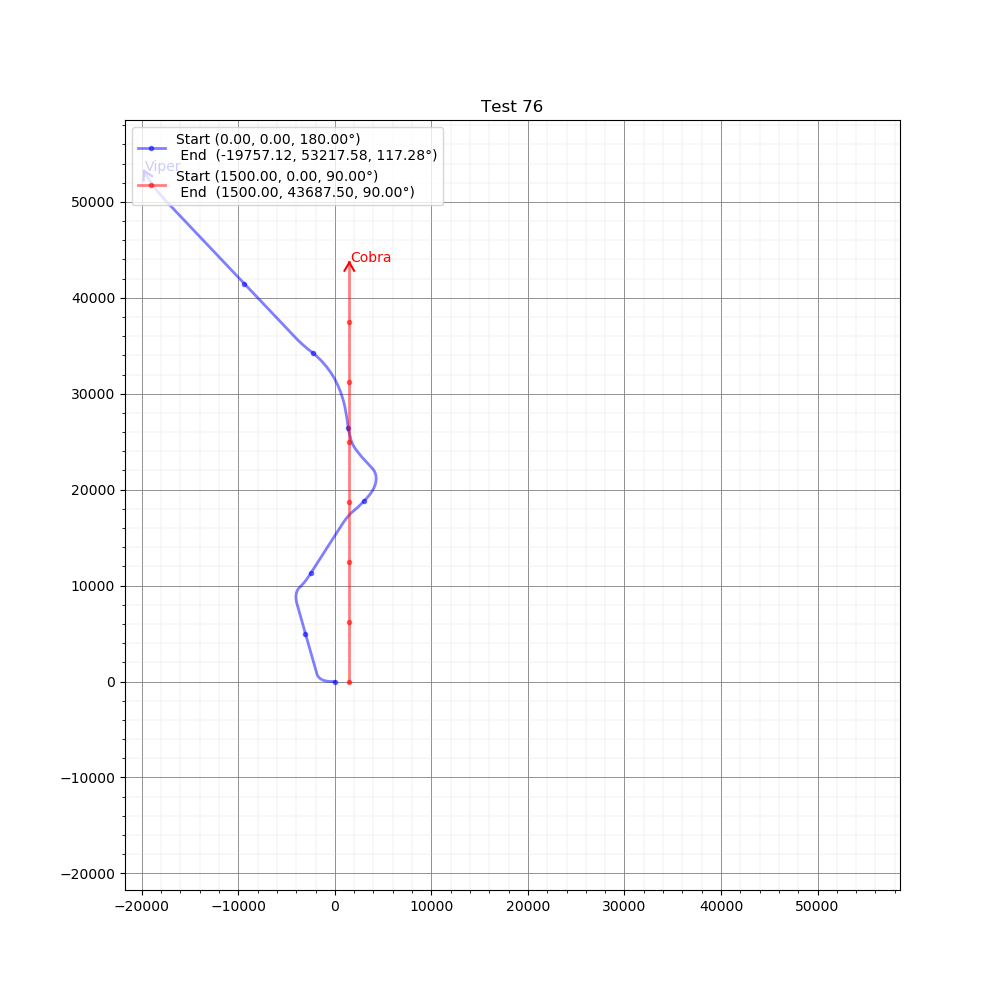 Test 76
Start (0.00, 0.00, 180.00°)
End (-19757.12, 53217.58, 117.28°)
Start (1500.00, 0.00, 90.00°)
End (1500.00, 43687.50, 90.00°)
Viper
Cobra
50000
40000
30000
20000
10000
0
−10000
−20000
−20000 −10000 0 10000 20000 30000 40000 50000